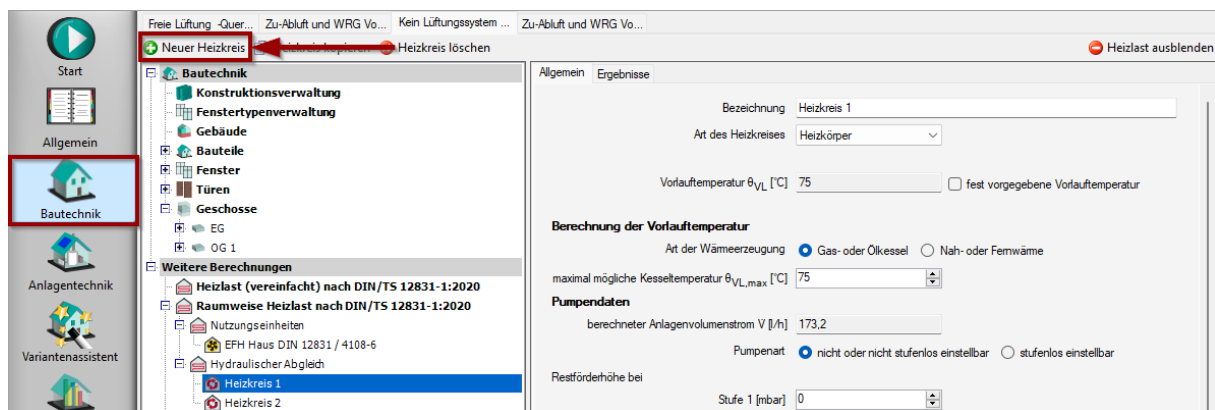 Freie Lüftung -Quer... Zu-Abluft und WRG Vo... Kein Lüftungssystem ... Zu-Abluft und WRG Vo...
Neuer Heizkreis Heizkreis kopieren Heizkreis löschen Heizlast ausblenden
Start
Allgemein
Bautechnik
Anlagentechnik
Variantenassistent
Bautechnik
Konstruktionsverwaltung
Fenstertypenverwaltung
Gebäude
Bauteile
Fenster
Türen
Geschosse
EG
OG 1
Weitere Berechnungen
Heizlast (vereinfacht) nach DIN/TS 12831-1:2020
Raumweise Heizlast nach DIN/TS 12831-1:2020
Nutzungseinheiten
EFH Haus DIN 12831 / 4108-6
Hydraulischer Abgleich
Heizkreis 1
Heizkreis 2
Allgemein Ergebnisse
Bezeichnung Heizkreis 1
Art des Heizkreises Heizkörper
Vorlauftemperatur θVL [°C] 75 fest vorgegebene Vorlauftemperatur
Berechnung der Vorlauftemperatur
Art der Wärmeerzeugung Gas- oder Ölkessel Nah- oder Fernwärme
maximal mögliche Kesseltemperatur θVL,max [°C] 75
Pumpendaten
berechneter Anlagenvolumenstrom V [l/h] 173,2
Pumpenart nicht oder nicht stufenlos einstellbar stufenlos einstellbar
Restförderhöhe bei
Stufe 1 [mbar] 0